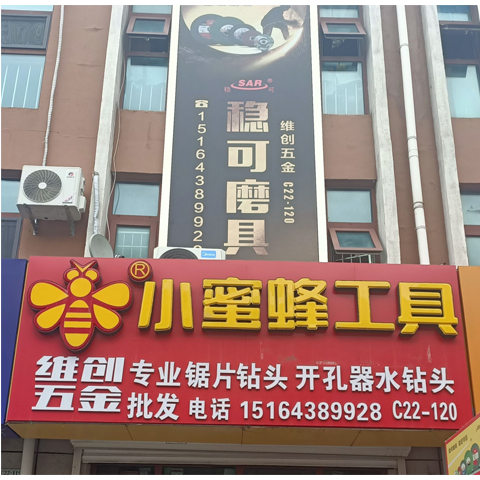 SAR®
稳可
稳可磨具
☎15164389928
维创五金 C22-120
®小蜜蜂工具
维创五金
专业锯片钻头 开孔器水钻头
批发 电话 15164389928 C22-120